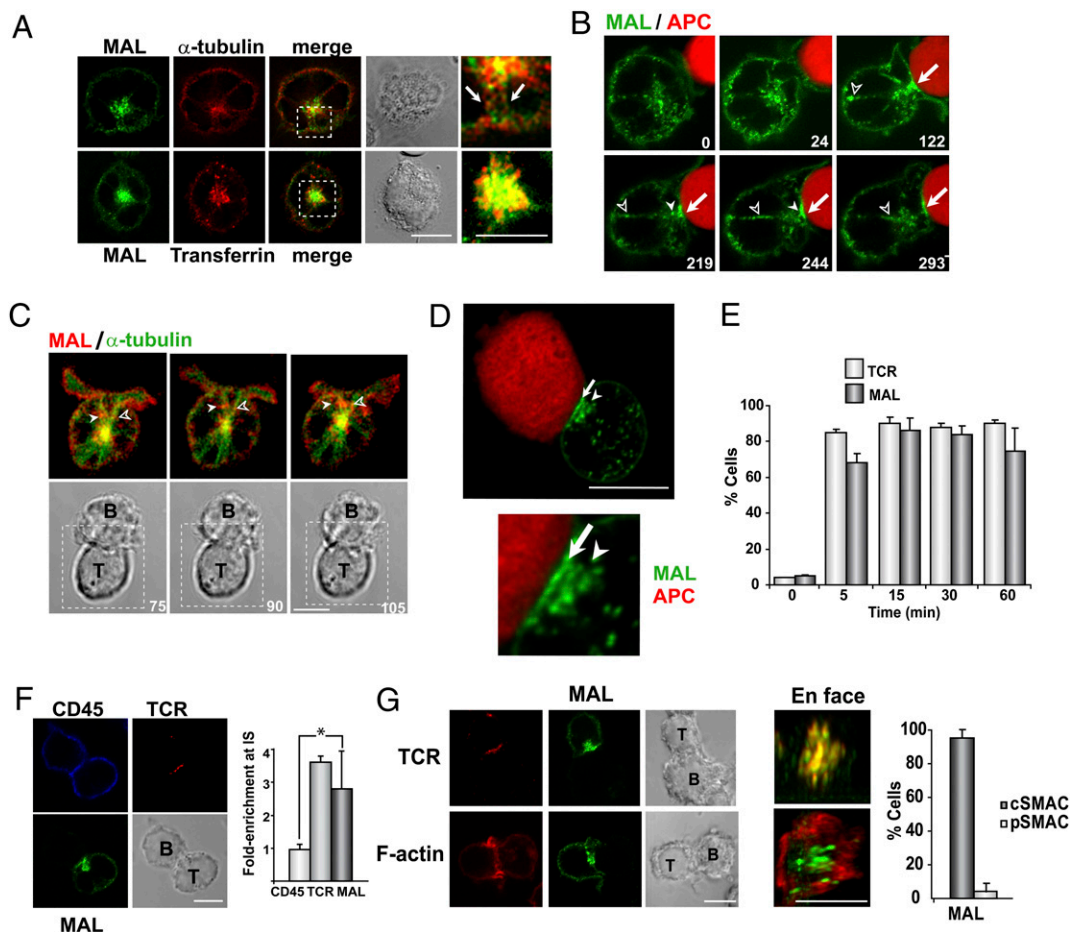 A
MAL α-tubulin merge
MAL Transferrin merge
B
MAL / APC
0 24 122
219 244 293
C
MAL / α-tubulin
B B B
T T T
75 90 105
D
MAL
APC
E
TCR
MAL
% Cells
100
80
60
40
20
0
0 5 15 30 60
Time (min)
F
CD45 TCR
MAL
B
T
Fold-enrichment at IS
*
4
3
2
1
CD45 TCR MAL
G
MAL
En face
TCR
T
B
F-actin
T B
% Cells
100
80
60
40
20
0
MAL
cSMAC
pSMAC